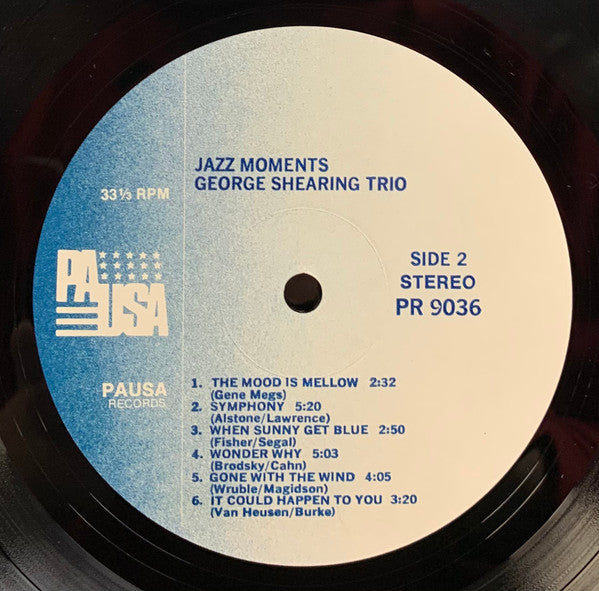 JAZZ MOMENTS
GEORGE SHEARING TRIO
33⅓ RPM
SIDE 2
STEREO
PR 9036
PAUSA
PAUSA
RECORDS
1. THE MOOD IS MELLOW 2:32
(Gene Megs)
2. SYMPHONY 5:20
(Alstone/Lawrence)
3. WHEN SUNNY GET BLUE 2:50
(Fisher/Segal)
4. WONDER WHY 5:03
(Brodsky/Cahn)
5. GONE WITH THE WIND 4:05
(Wruble/Magidson)
6. IT COULD HAPPEN TO YOU 3:20
(Van Heusen/Burke)